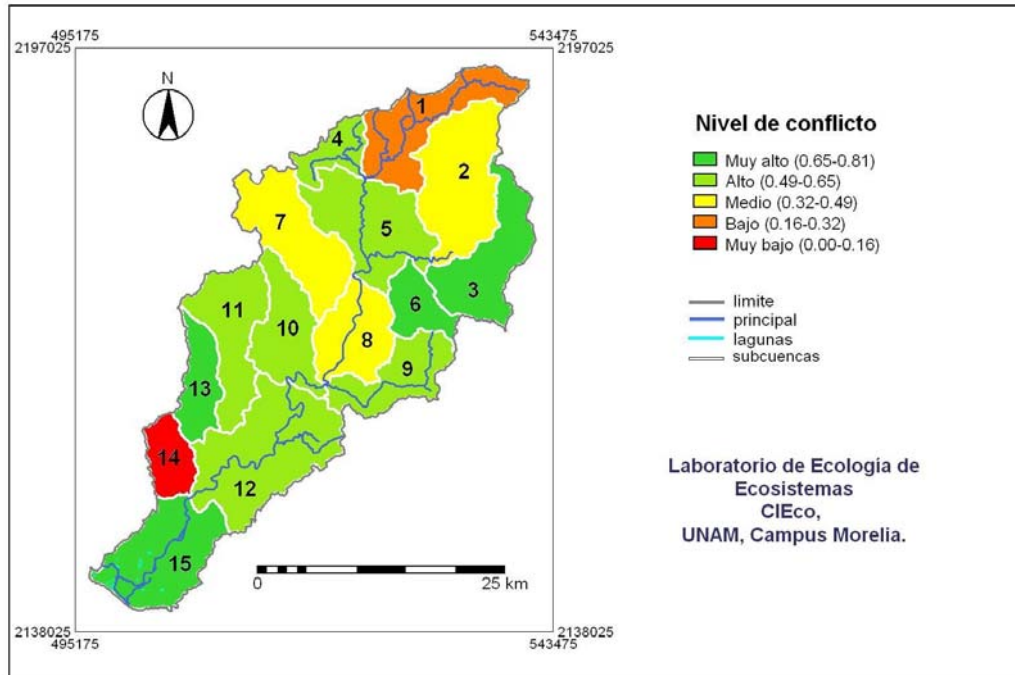 495175
543475
2197025
2197025
N
1
4
2
7
5
3
6
11
10
8
9
13
14
12
15
0
25 km
2138025
2138025
495175
543475
Nivel de conflicto
Muy alto (0.65-0.81)
Alto (0.49-0.65)
Medio (0.32-0.49)
Bajo (0.16-0.32)
Muy bajo (0.00-0.16)
limite
principal
lagunas
subcuencas
Laboratorio de Ecología de
Ecosistemas
CIEco,
UNAM, Campus Morelia.